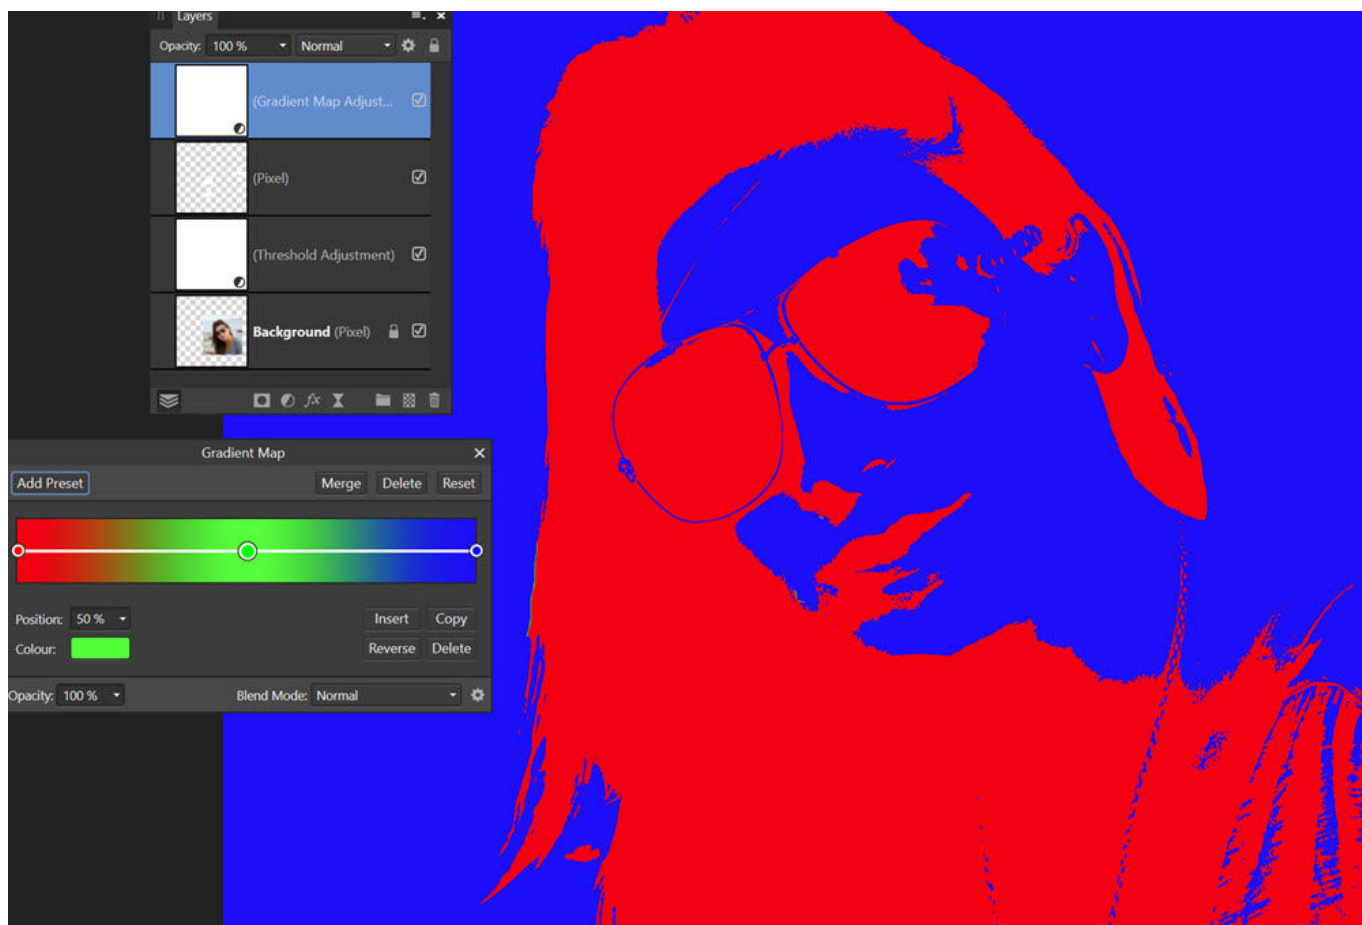 Layers
Opacity: 100 % Normal
(Gradient Map Adjust...
(Pixel)
(Threshold Adjustment)
Background (Pixel)
fx
Gradient Map
Add Preset Merge Delete Reset
Position: 50 % Insert Copy
Colour: Reverse Delete
Opacity: 100 % Blend Mode: Normal